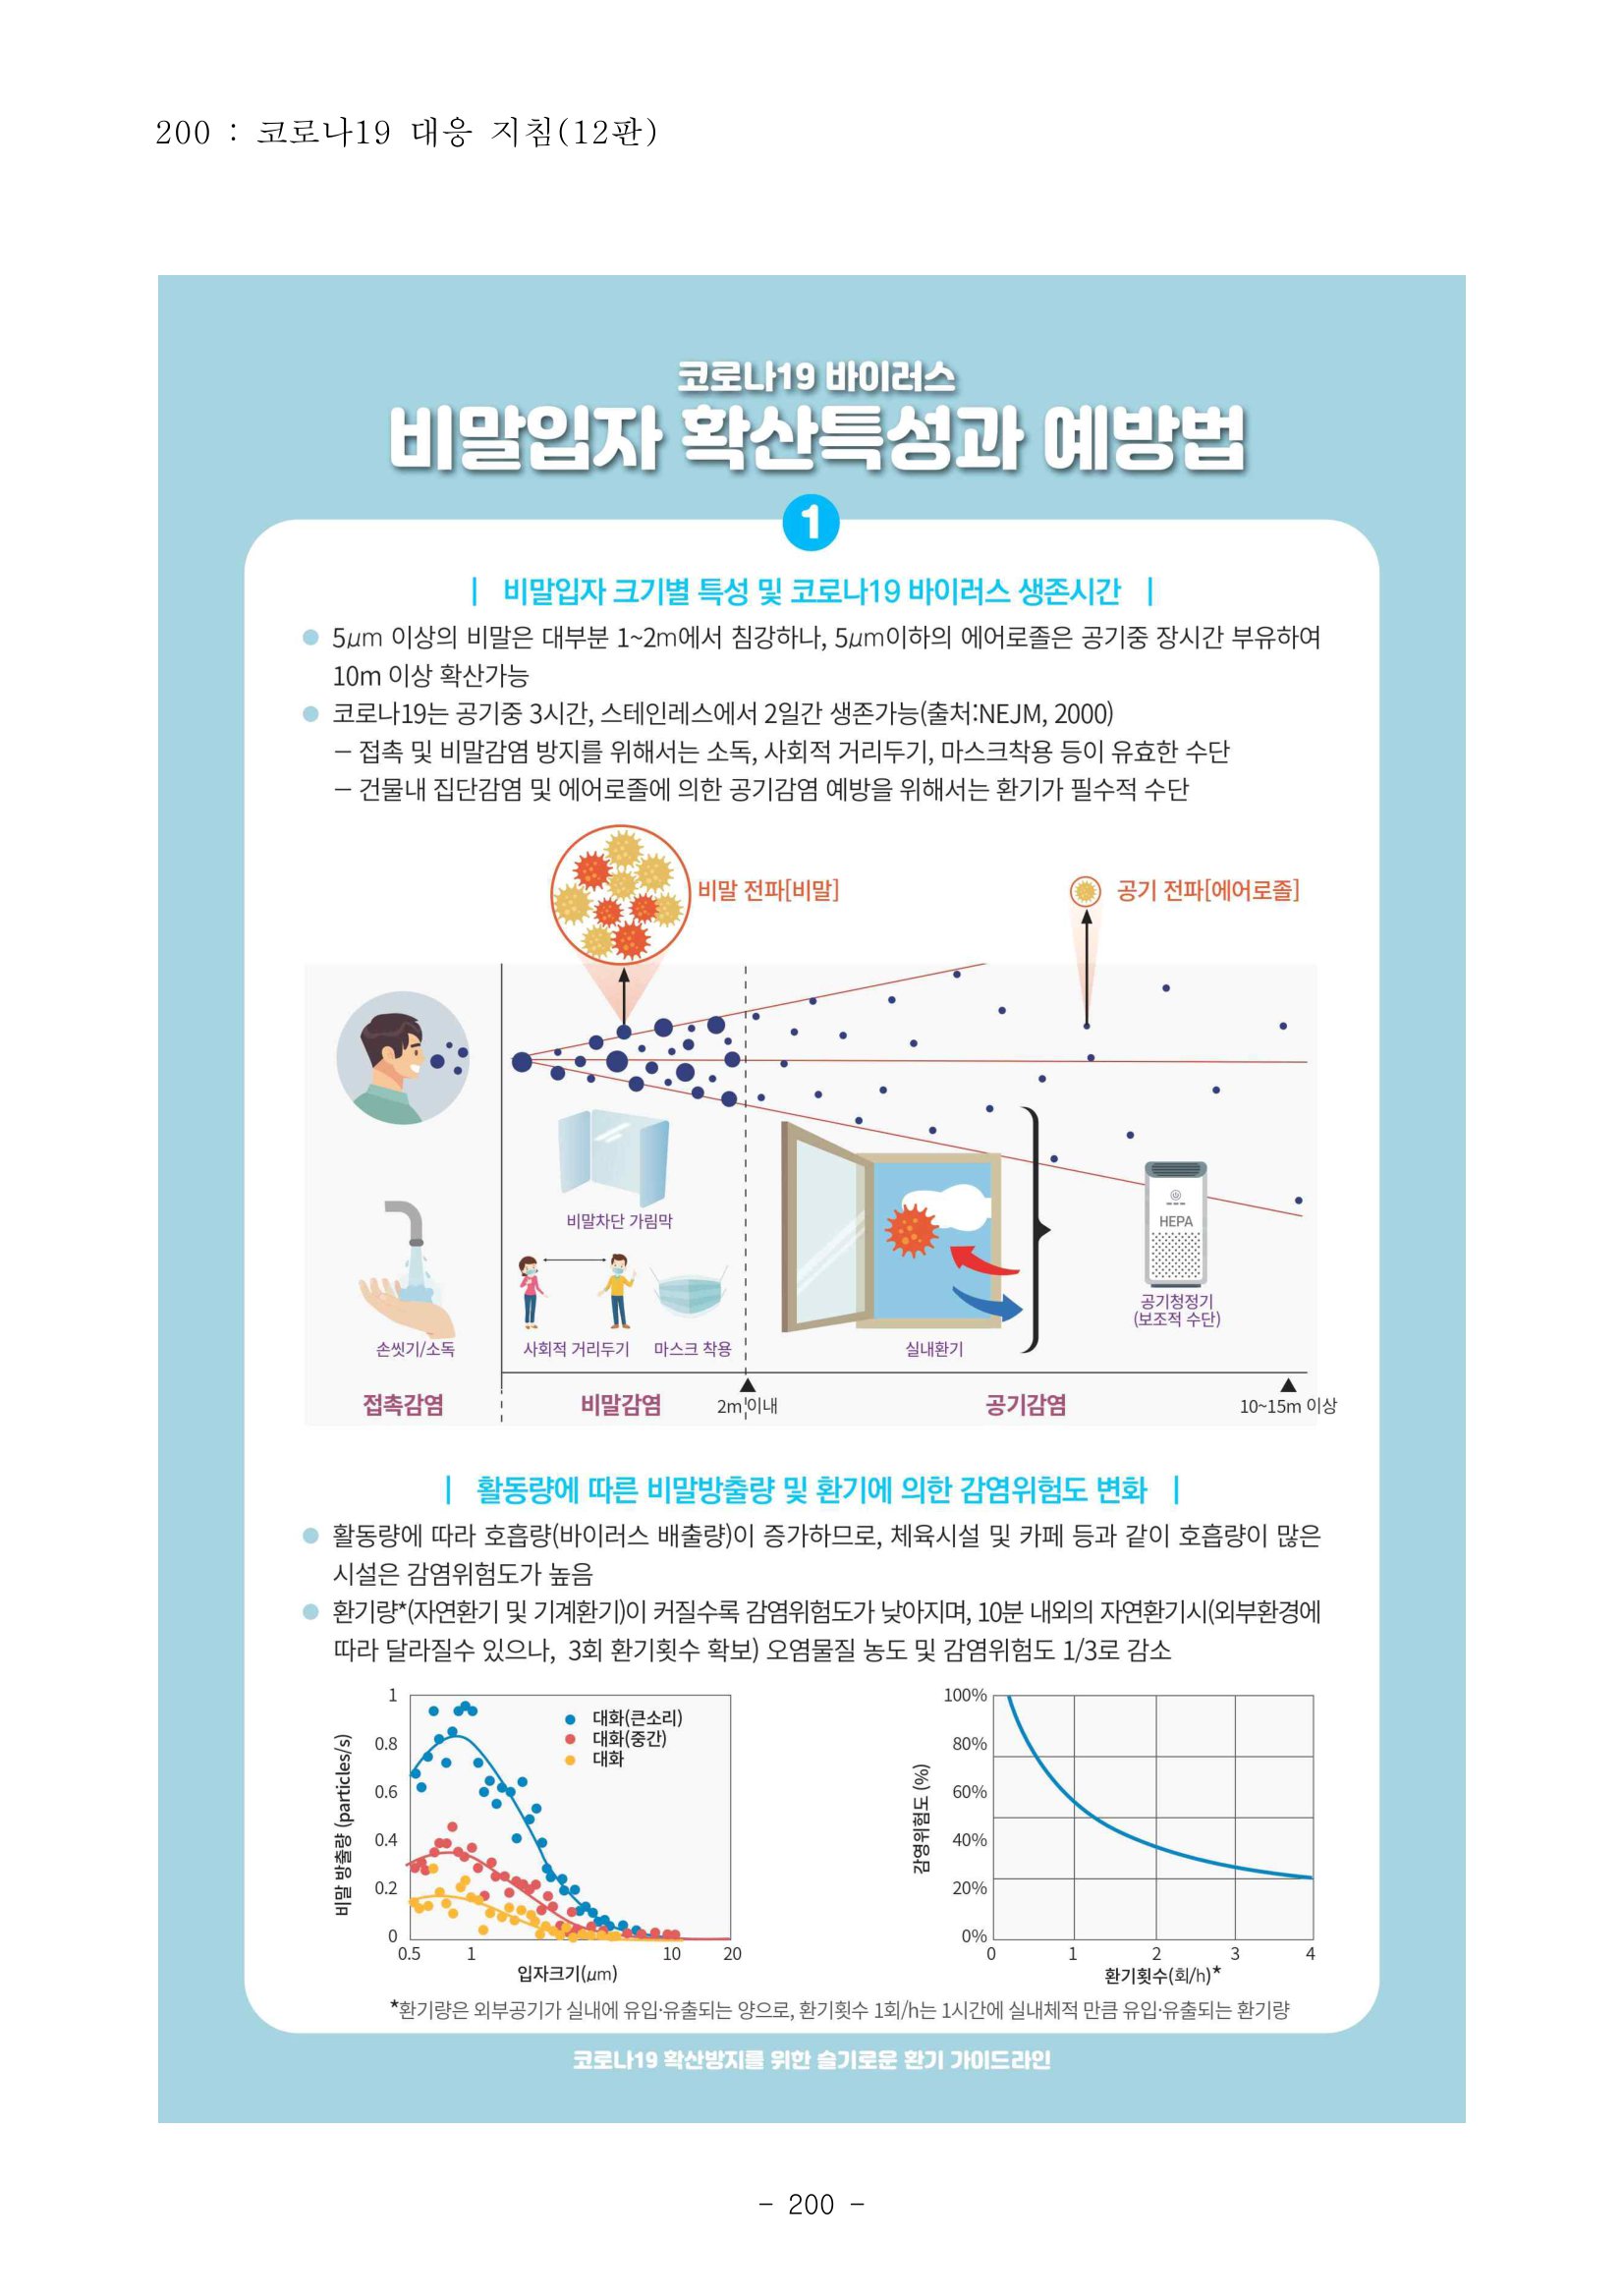 200 : 코로나19 대응 지침(12판)
코로나19 바이러스
비말입자 확산특성과 예방법
1
| 비말입자 크기별 특성 및 코로나19 바이러스 생존시간 |
● 5μm 이상의 비말은 대부분 1~2m에서 침강하나, 5μm이하의 에어로졸은 공기중 장시간 부유하여
10m 이상 확산가능
● 코로나19는 공기중 3시간, 스테인레스에서 2일간 생존가능(출처:NEJM, 2000)
– 접촉 및 비말감염 방지를 위해서는 소독, 사회적 거리두기, 마스크착용 등이 유효한 수단
– 건물내 집단감염 및 에어로졸에 의한 공기감염 예방을 위해서는 환기가 필수적 수단
비말 전파[비말]
공기 전파[에어로졸]
비말차단 가림막
HEPA
공기청정기
(보조적 수단)
손씻기/소독
사회적 거리두기
마스크 착용
실내환기
접촉감염
비말감염
2m 이내
공기감염
10~15m 이상
| 활동량에 따른 비말방출량 및 환기에 의한 감염위험도 변화 |
● 활동량에 따라 호흡량(바이러스 배출량)이 증가하므로, 체육시설 및 카페 등과 같이 호흡량이 많은
시설은 감염위험도가 높음
● 환기량*(자연환기 및 기계환기)이 커질수록 감염위험도가 낮아지며, 10분 내외의 자연환기시(외부환경에
따라 달라질수 있으나, 3회 환기횟수 확보) 오염물질 농도 및 감염위험도 1/3로 감소
비말 방출량 (particles/s)
1
0.8
0.6
0.4
0.2
0
대화(큰소리)
대화(중간)
대화
0.5 1 10 20
입자크기(μm)
감영위험도 (%)
100%
80%
60%
40%
20%
0%
0 1 2 3 4
환기횟수(회/h)*
*환기량은 외부공기가 실내에 유입·유출되는 양으로, 환기횟수 1회/h는 1시간에 실내체적 만큼 유입·유출되는 환기량
코로나19 확산방지를 위한 슬기로운 환기 가이드라인
- 200 -